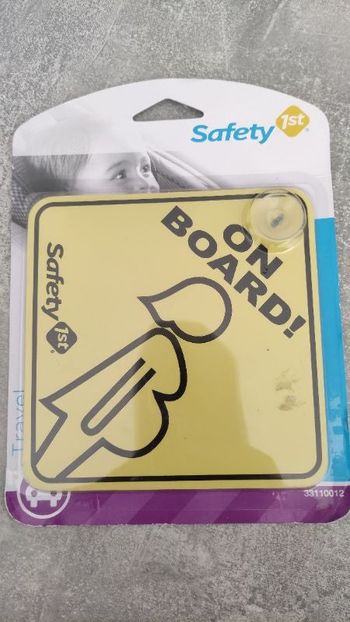 Safety 1st
ON
BOARD!
Safety 1st
Travel
33110012